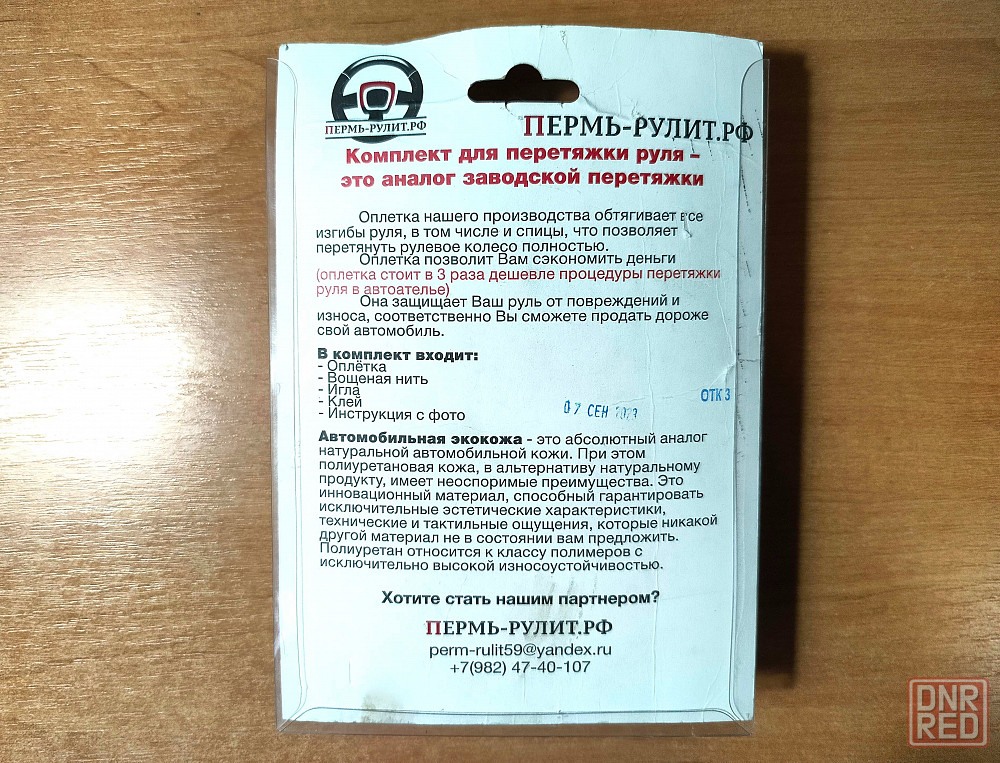 ПЕРМЬ-РУЛИТ.РФ
ПЕРМЬ-РУЛИТ.РФ
Комплект для перетяжки руля –
это аналог заводской перетяжки
Оплетка нашего производства обтягивает все
изгибы руля, в том числе и спицы, что позволяет
перетянуть рулевое колесо полностью.
Оплетка позволит Вам сэкономить деньги
(оплетка стоит в 3 раза дешевле процедуры перетяжки
руля в автоателье)
Она защищает Ваш руль от повреждений и
износа, соответственно Вы сможете продать дороже
свой автомобиль.
В комплект входит:
- Оплётка
- Вощеная нить
- Игла
- Клей
- Инструкция с фото
07 СЕН
ОТК 3
Автомобильная экокожа - это абсолютный аналог
натуральной автомобильной кожи. При этом
полиуретановая кожа, в альтернативу натуральному
продукту, имеет неоспоримые преимущества. Это
инновационный материал, способный гарантировать
исключительные эстетические характеристики,
технические и тактильные ощущения, которые никакой
другой материал не в состоянии вам предложить.
Полиуретан относится к классу полимеров с
исключительно высокой износоустойчивостью.
Хотите стать нашим партнером?
ПЕРМЬ-РУЛИТ.РФ
perm-rulit59@yandex.ru
+7(982) 47-40-107
DNR
RED